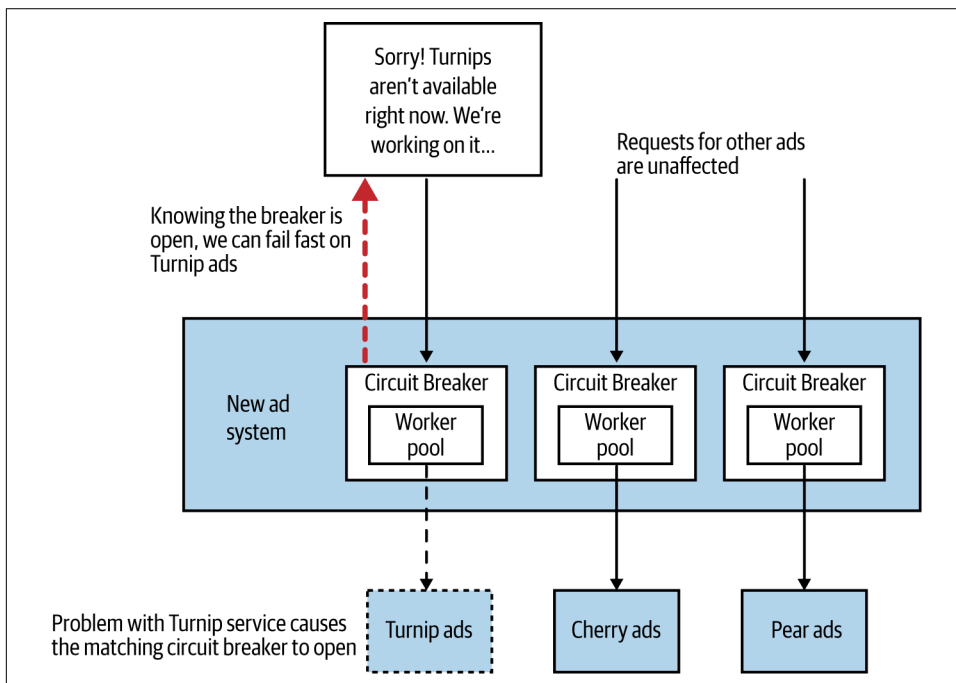 Sorry! Turnips
aren't available
right now. We're
working on it...
Requests for other ads
are unaffected
Knowing the breaker is
open, we can fail fast on
Turnip ads
New ad
system
Circuit Breaker
Worker
pool
Circuit Breaker
Worker
pool
Circuit Breaker
Worker
pool
Problem with Turnip service causes
the matching circuit breaker to open
Turnip ads
Cherry ads
Pear ads